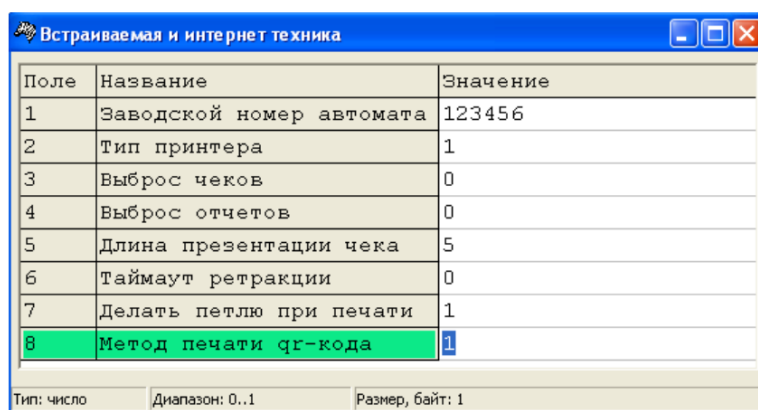 Встраиваемая и интернет техника
Поле Название Значение
1 Заводской номер автомата 123456
2 Тип принтера 1
3 Выброс чеков 0
4 Выброс отчетов 0
5 Длина презентации чека 5
6 Таймаут ретракции 0
7 Делать петлю при печати 1
8 Метод печати qr-кода 1
Тип: число Диапазон: 0..1 Размер, байт: 1